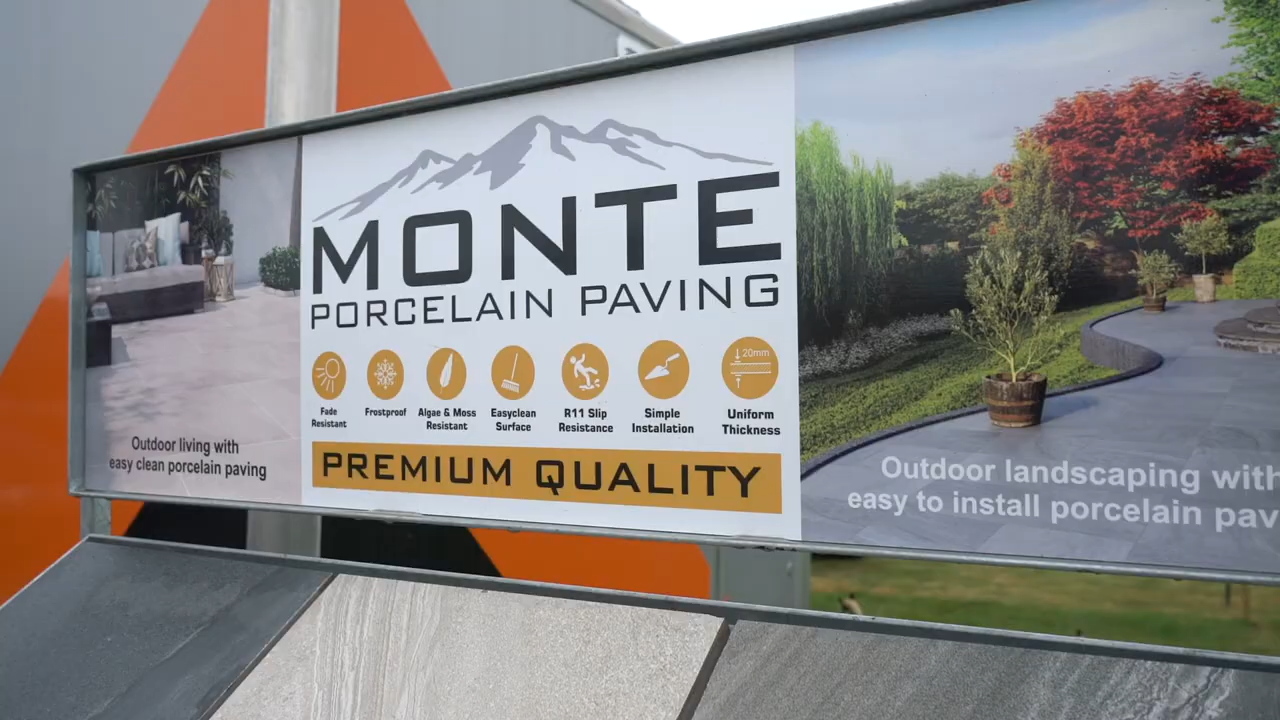 MONTE
PORCELAIN PAVING
20mm
Fade
Resistant
Frostproof
Algae & Moss
Resistant
Easyclean
Surface
R11 Slip
Resistance
Simple
Installation
Uniform
Thickness
PREMIUM QUALITY
Outdoor living with
easy clean porcelain paving
Outdoor landscaping with
easy to install porcelain pav